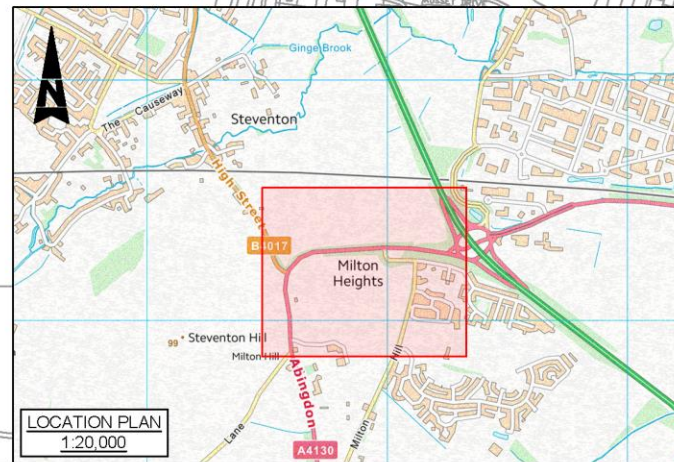 N
Ginge Brook
The Causeway
Steventon
High Street
B4017
Milton
Heights
99
Steventon Hill
Milton Hill
Lane
Abingdon
Milton
Hill
A4130
LOCATION PLAN
1:20,000